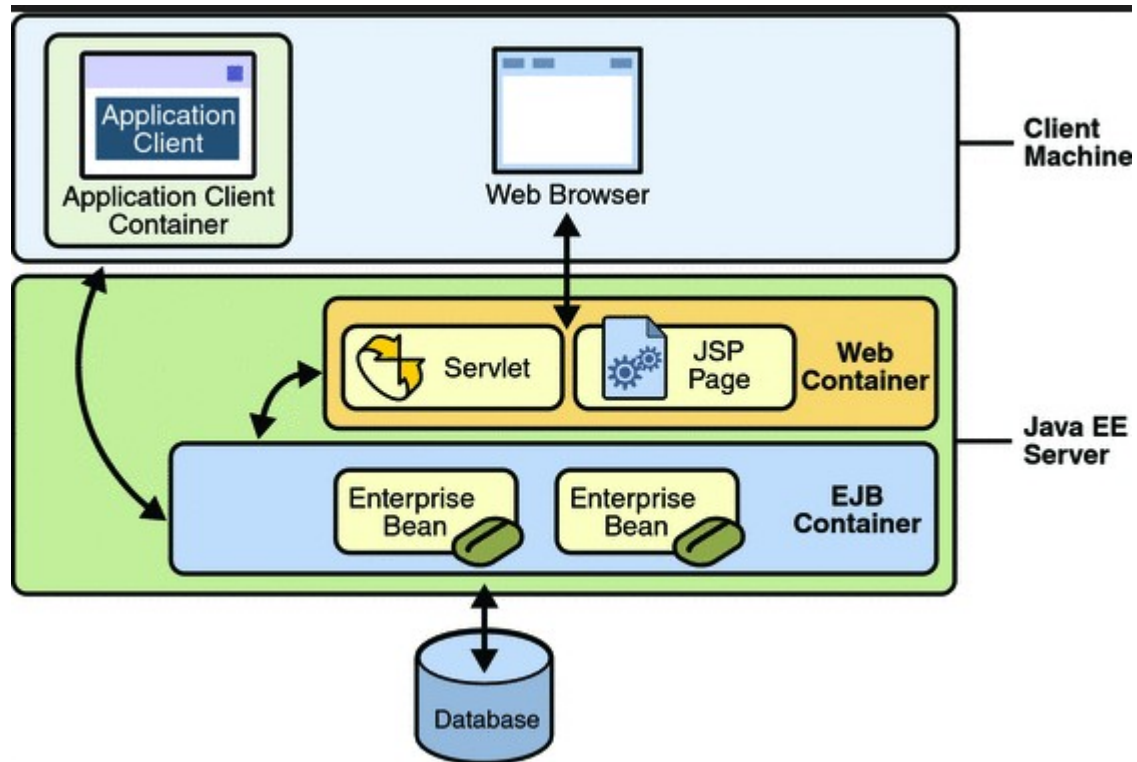 Application
Client
Application Client
Container
Web Browser
Client
Machine
Servlet
JSP
Page
Web
Container
Java EE
Server
Enterprise
Bean
Enterprise
Bean
EJB
Container
Database